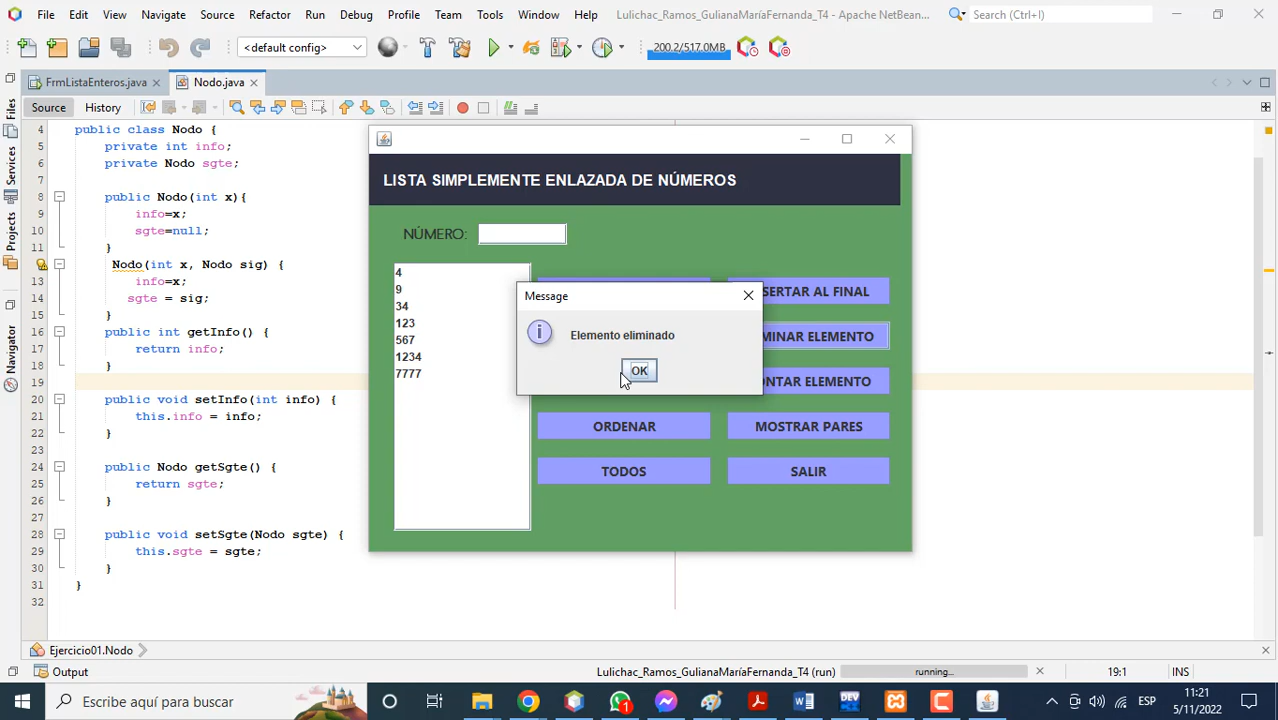 File Edit View Navigate Source Refactor Run Debug Profile Team Tools Window Help Lulichac_Ramos_GulianaMaríaFernanda_T4 - Apache NetBean... Search (Ctrl+I)
<default config> 200.2/517.0MB
FrmListaEnteros.java Nodo.java
Source History
Files
Services
Projects
Navigator
4 public class Nodo {
5 private int info;
6 private Nodo sgte;
7
8 public Nodo(int x){
9 info=x;
10 sgte=null;
11 }
Nodo(int x, Nodo sig) {
13 info=x;
14 sgte = sig;
15 }
16 public int getInfo() {
17 return info;
18 }
19
20 public void setInfo(int info) {
21 this.info = info;
22 }
23
24 public Nodo getSgte() {
25 return sgte;
26 }
27
28 public void setSgte(Nodo sgte) {
29 this.sgte = sgte;
30 }
31 }
32
LISTA SIMPLEMENTE ENLAZADA DE NÚMEROS
NÚMERO:
4
9
34
123
567
1234
7777
SERTAR AL FINAL
MINAR ELEMENTO
ONTAR ELEMENTO
ORDENAR MOSTRAR PARES
TODOS SALIR
Message
Elemento eliminado
OK
Ejercicio01.Nodo
Output Lulichac_Ramos_GulianaMaríaFernanda_T4 (run) running... 19:1 INS
Escribe aquí para buscar 1 DEV ESP 11:21
5/11/2022